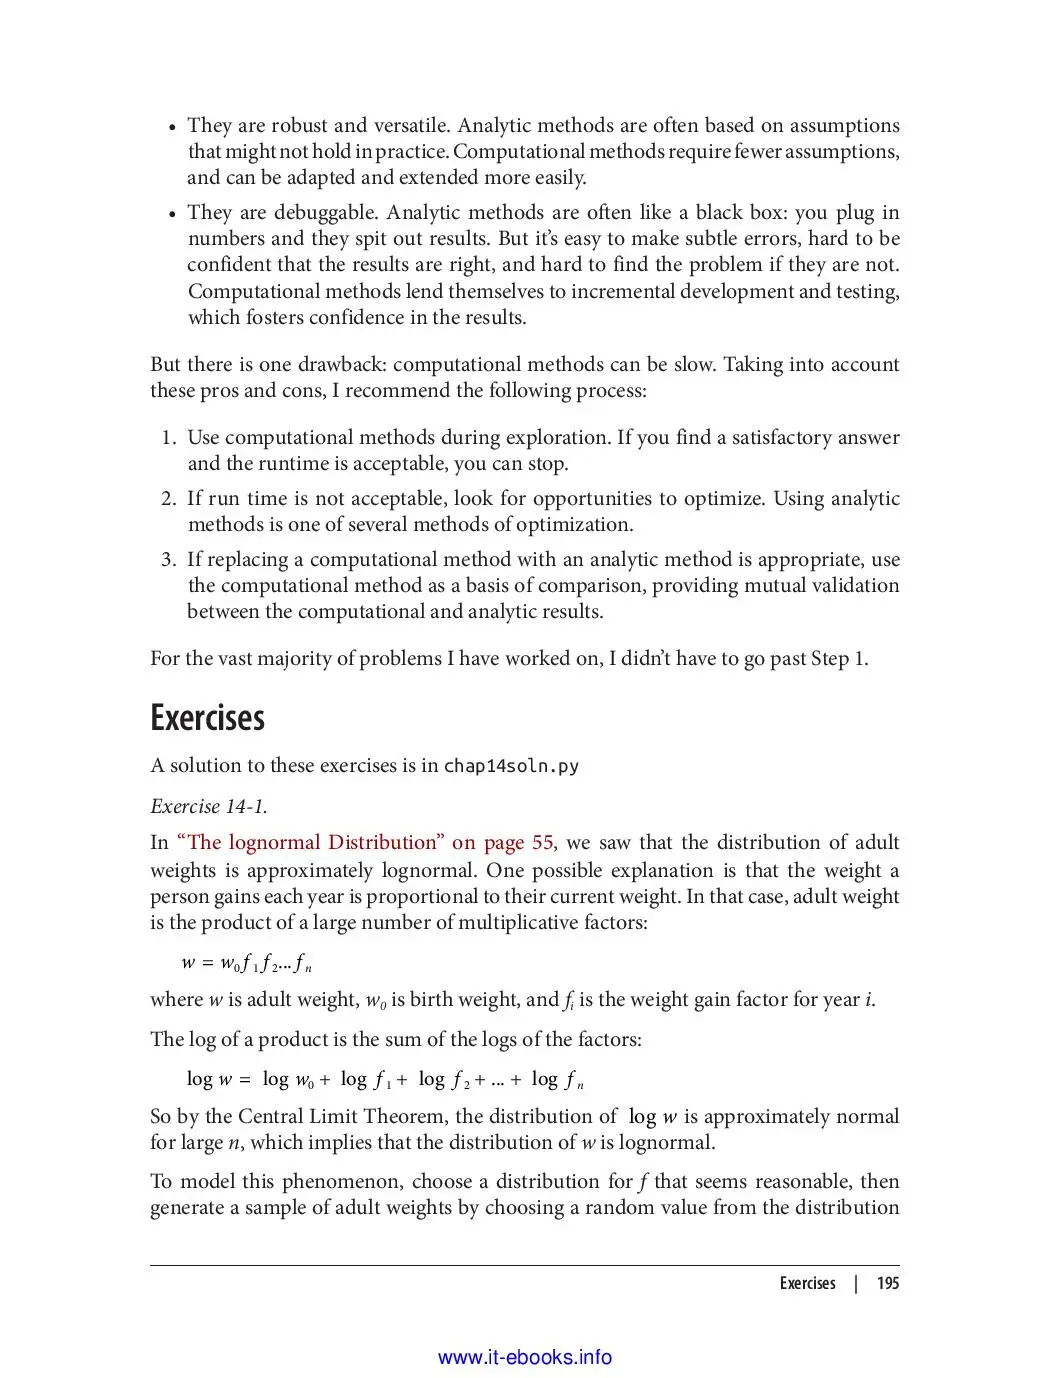 • They are robust and versatile. Analytic methods are often based on assumptions
that might not hold in practice. Computational methods require fewer assumptions,
and can be adapted and extended more easily.
• They are debuggable. Analytic methods are often like a black box: you plug in
numbers and they spit out results. But it’s easy to make subtle errors, hard to be
confident that the results are right, and hard to find the problem if they are not.
Computational methods lend themselves to incremental development and testing,
which fosters confidence in the results.
But there is one drawback: computational methods can be slow. Taking into account
these pros and cons, I recommend the following process:
1. Use computational methods during exploration. If you find a satisfactory answer
and the runtime is acceptable, you can stop.
2. If run time is not acceptable, look for opportunities to optimize. Using analytic
methods is one of several methods of optimization.
3. If replacing a computational method with an analytic method is appropriate, use
the computational method as a basis of comparison, providing mutual validation
between the computational and analytic results.
For the vast majority of problems I have worked on, I didn’t have to go past Step 1.
Exercises
A solution to these exercises is in chap14soln.py
Exercise 14-1.
In “The lognormal Distribution” on page 55, we saw that the distribution of adult
weights is approximately lognormal. One possible explanation is that the weight a
person gains each year is proportional to their current weight. In that case, adult weight
is the product of a large number of multiplicative factors:
w = w₀f₁f₂...fₙ
where w is adult weight, w₀ is birth weight, and fᵢ is the weight gain factor for year i.
The log of a product is the sum of the logs of the factors:
log w = log w₀ + log f₁ + log f₂ + ... + log fₙ
So by the Central Limit Theorem, the distribution of log w is approximately normal
for large n, which implies that the distribution of w is lognormal.
To model this phenomenon, choose a distribution for f that seems reasonable, then
generate a sample of adult weights by choosing a random value from the distribution
Exercises | 195
www.it-ebooks.info